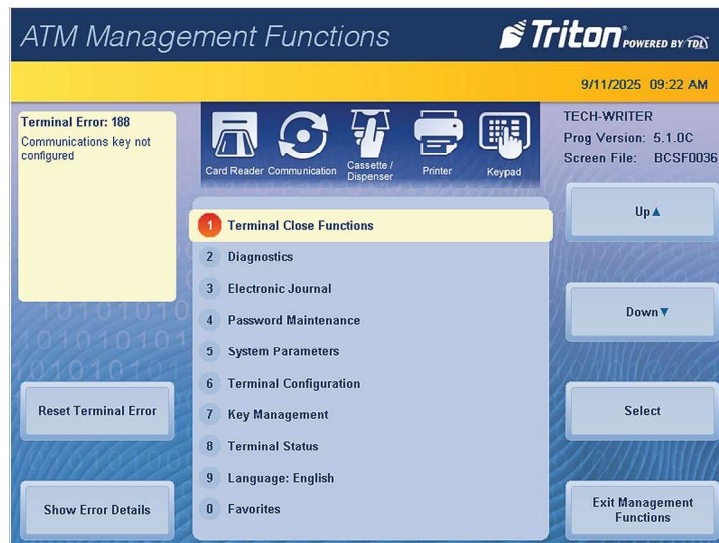 ATM Management Functions
Triton® POWERED BY TDL
9/11/2025 09:22 AM
Terminal Error: 188
Communications key not
configured
Card Reader
Communication
Cassette /
Dispenser
Printer
Keypad
TECH-WRITER
Prog Version: 5.1.0C
Screen File: BCSF0036
1 Terminal Close Functions
2 Diagnostics
3 Electronic Journal
4 Password Maintenance
5 System Parameters
6 Terminal Configuration
7 Key Management
8 Terminal Status
9 Language: English
0 Favorites
Reset Terminal Error
Show Error Details
Up▲
Down▼
Select
Exit Management
Functions